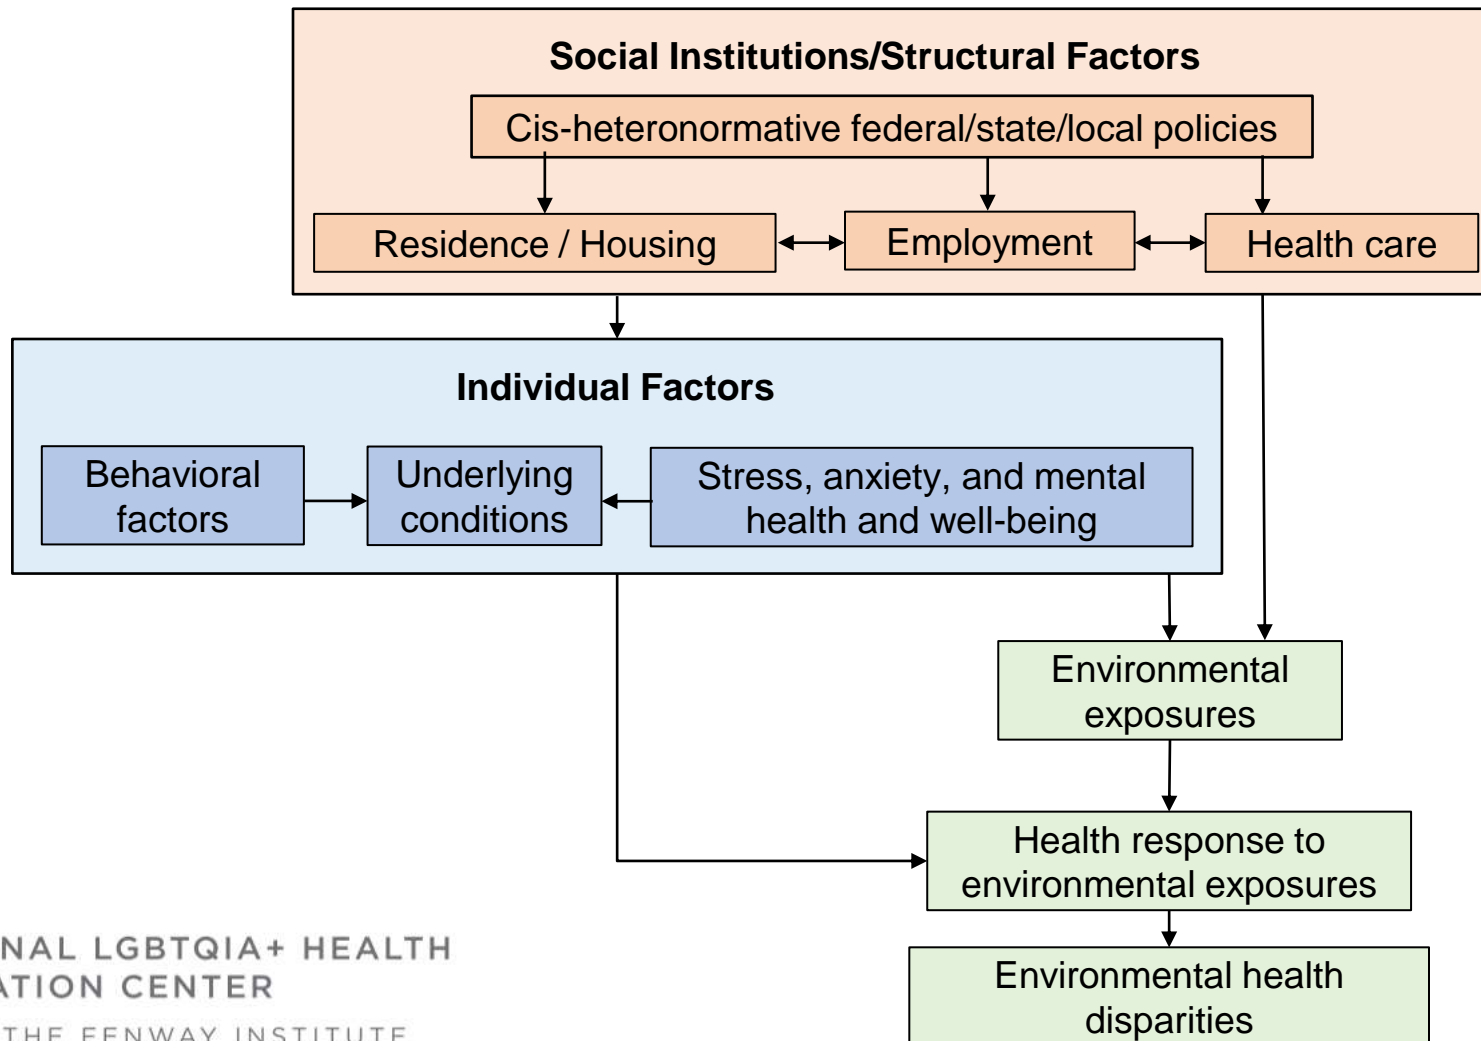 Social Institutions/Structural Factors
Cis-heteronormative federal/state/local policies
Residence / Housing
Employment
Health care
Individual Factors
Behavioral
factors
Underlying
conditions
Stress, anxiety, and mental
health and well-being
Environmental
exposures
Health response to
environmental exposures
Environmental health
disparities
NAL LGBTQIA+ HEALTH
ATION CENTER
THE FENWAY INSTITUTE